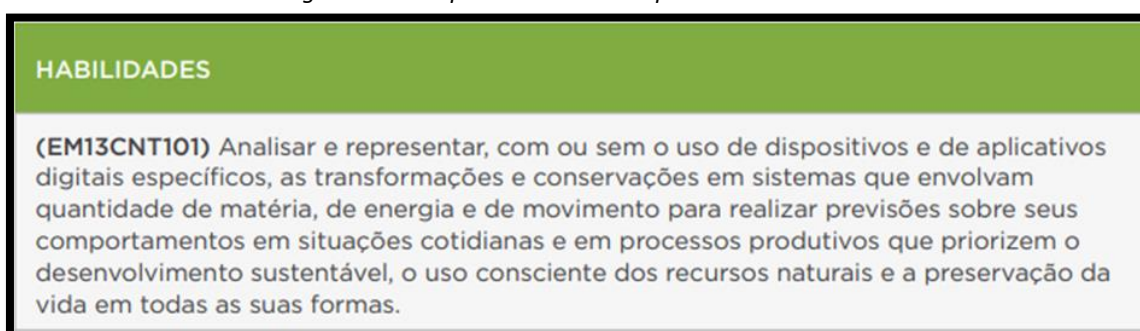 HABILIDADES
(EM13CNT101) Analisar e representar, com ou sem o uso de dispositivos e de aplicativos
digitais específicos, as transformações e conservações em sistemas que envolvam
quantidade de matéria, de energia e de movimento para realizar previsões sobre seus
comportamentos em situações cotidianas e em processos produtivos que priorizem o
desenvolvimento sustentável, o uso consciente dos recursos naturais e a preservação da
vida em todas as suas formas.